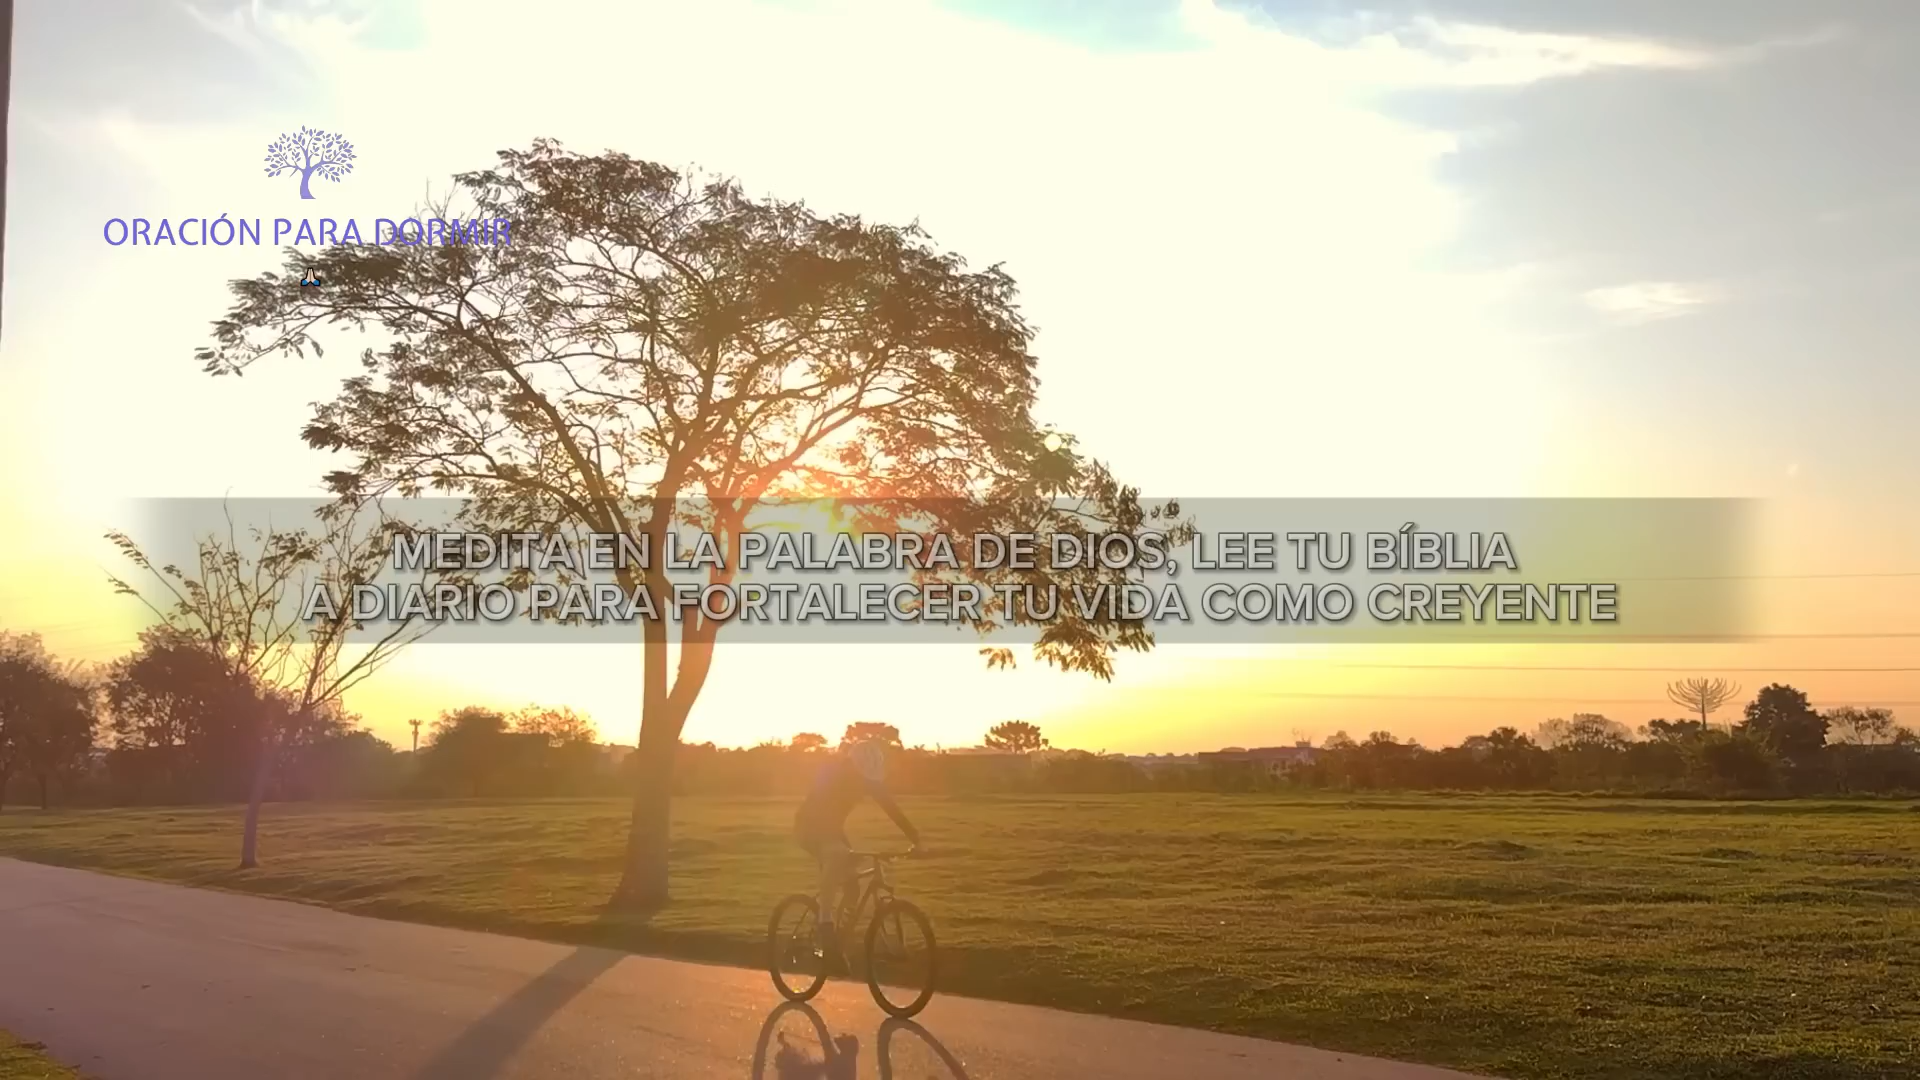 ORACIÓN PARA DORMIR
MEDITA EN LA PALABRA DE DIOS, LEE TU BÍBLIA
A DIARIO PARA FORTALECER TU VIDA COMO CREYENTE